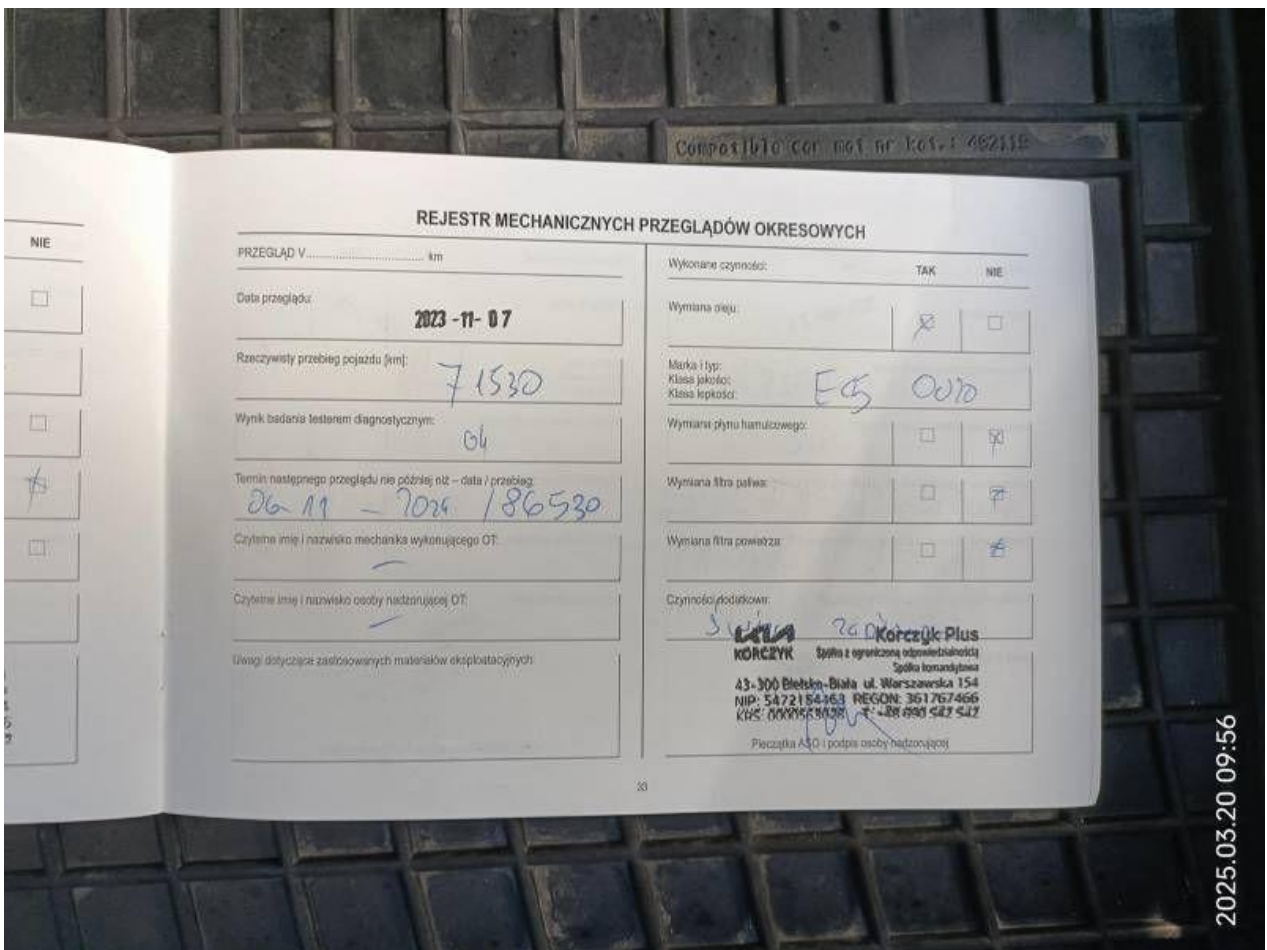 Compatible car mat nr kat.: 482119
NIE
REJESTR MECHANICZNYCH PRZEGLĄDÓW OKRESOWYCH
PRZEGLĄD V.................................... km
Data przeglądu:
2023 -11- 07
Rzeczywisty przebieg pojazdu [km]:
71530
Wynik badania testerem diagnostycznym:
Termin następnego przeglądu nie później niż – data / przebieg:
06 11 - 2024 / 86530
Czytelne imię i nazwisko mechanika wykonującego OT:
Czytelne imię i nazwisko osoby nadzorującej OT:
Uwagi dotyczące zastosowanych materiałów eksploatacyjnych:
Wykonane czynności: TAK NIE
Wymiana oleju:
Marka i typ:
Klasa jakości:
Klasa lepkości:
0W20
Wymiana płynu hamulcowego:
Wymiana filtra paliwa:
Wymiana filtra powietrza:
Czynności dodatkowe:
KORCZYK
Korczyk Plus
Spółka z ograniczoną odpowiedzialnością
Spółka komandytowa
43-300 Bielsko-Biała ul. Warszawska 154
NIP: 5472154463 REGON: 361767466
KRS:
Pieczątka ASO i podpis osoby nadzorującej
33
2025.03.20 09:56